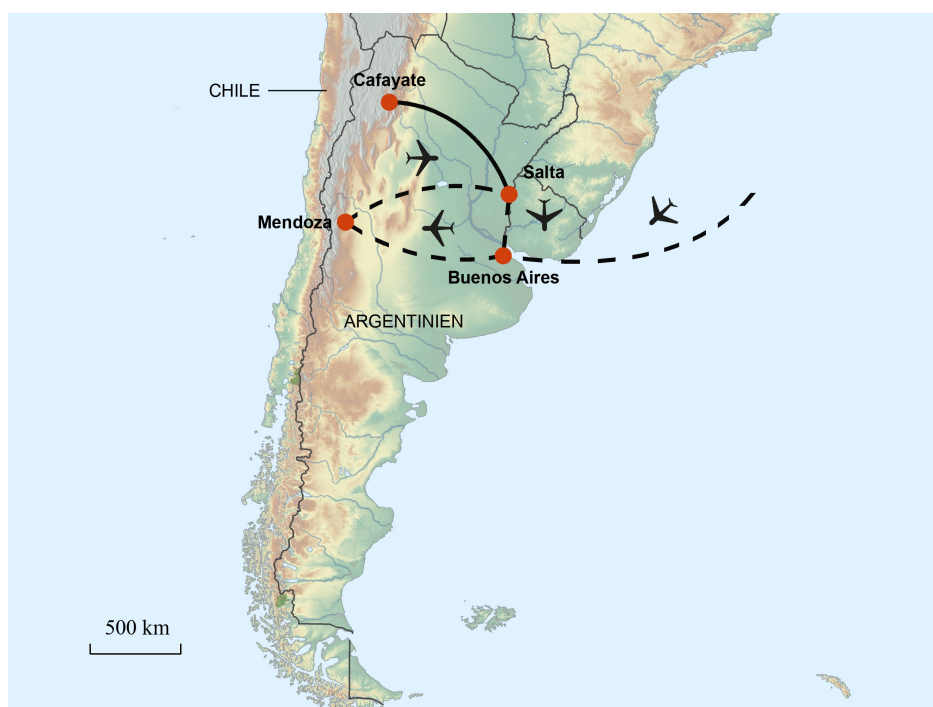 Cafayate
CHILE
Salta
Mendoza
Buenos Aires
ARGENTINIEN
500 km